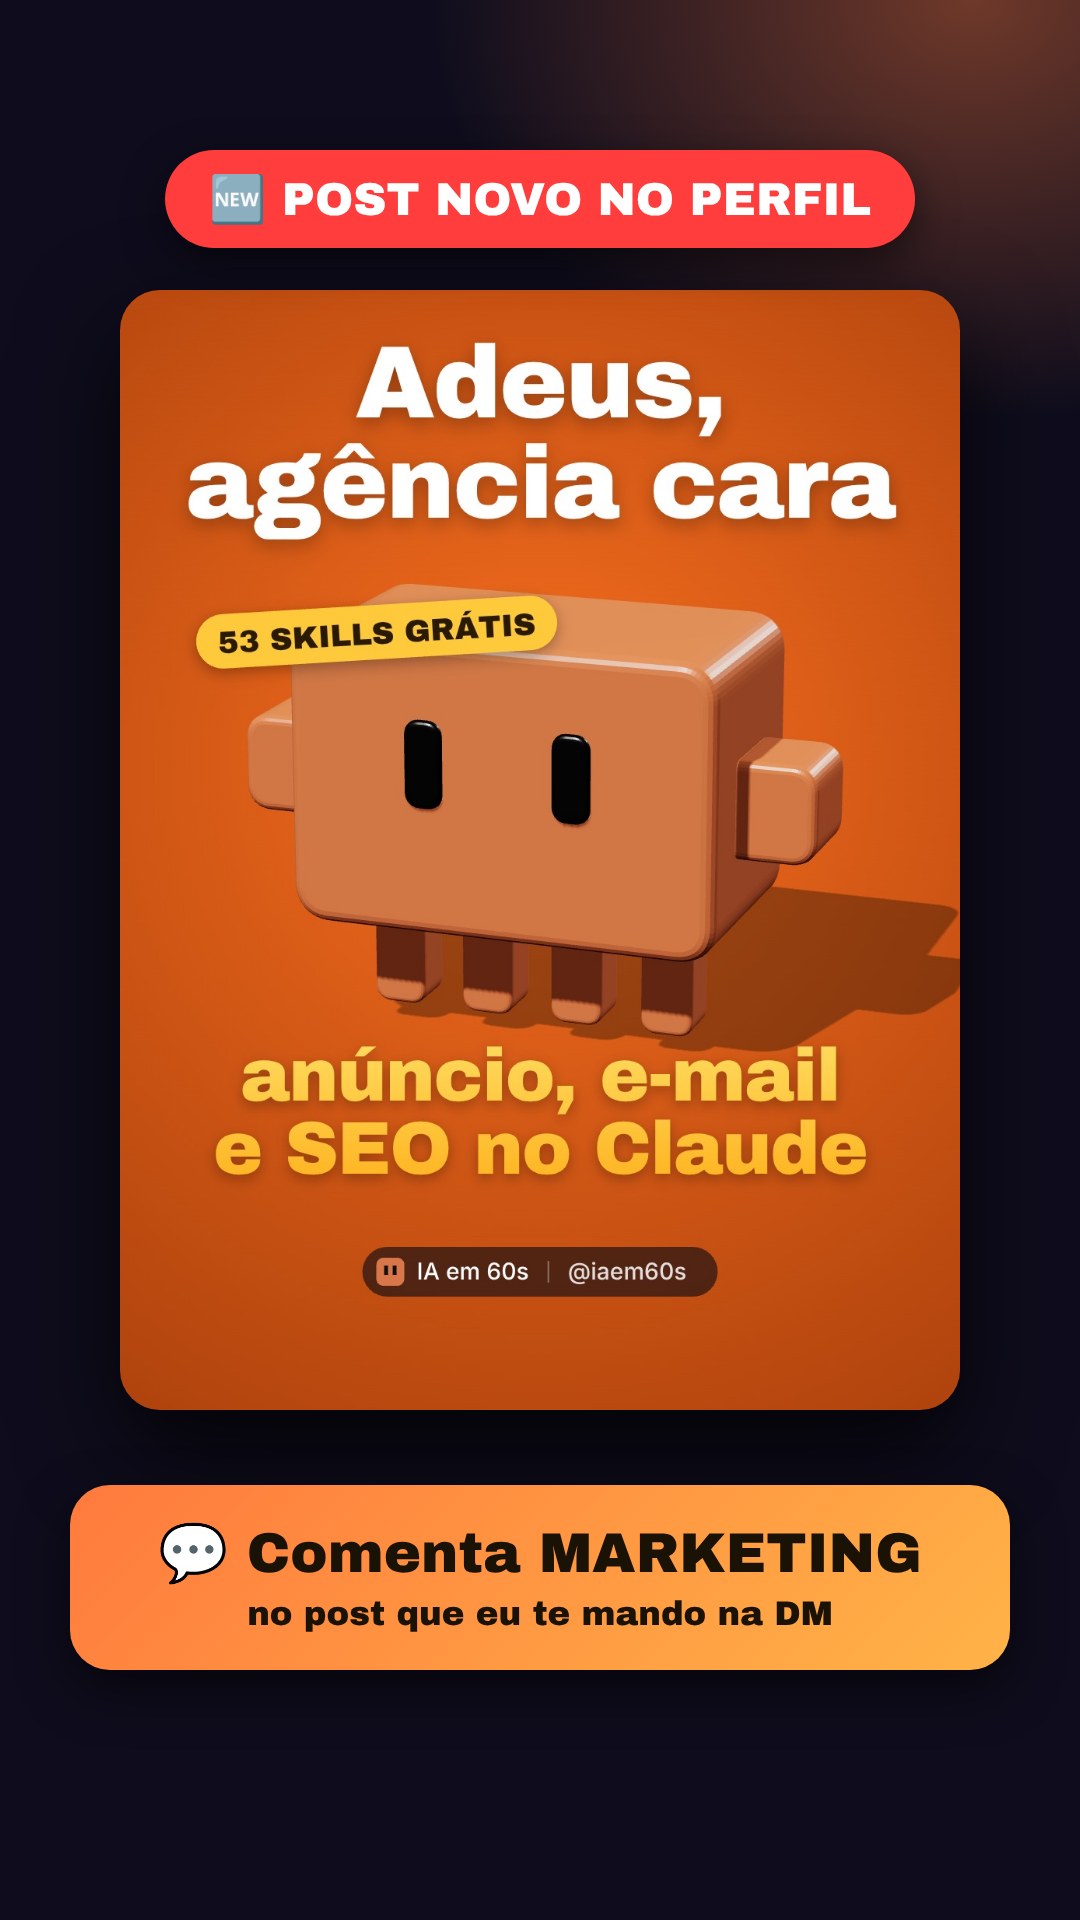 🆕 POST NOVO NO PERFIL
Adeus,
agência cara
53 SKILLS GRÁTIS
anúncio, e-mail
e SEO no Claude
IA em 60s | @iaem60s
💬 Comenta MARKETING
no post que eu te mando na DM